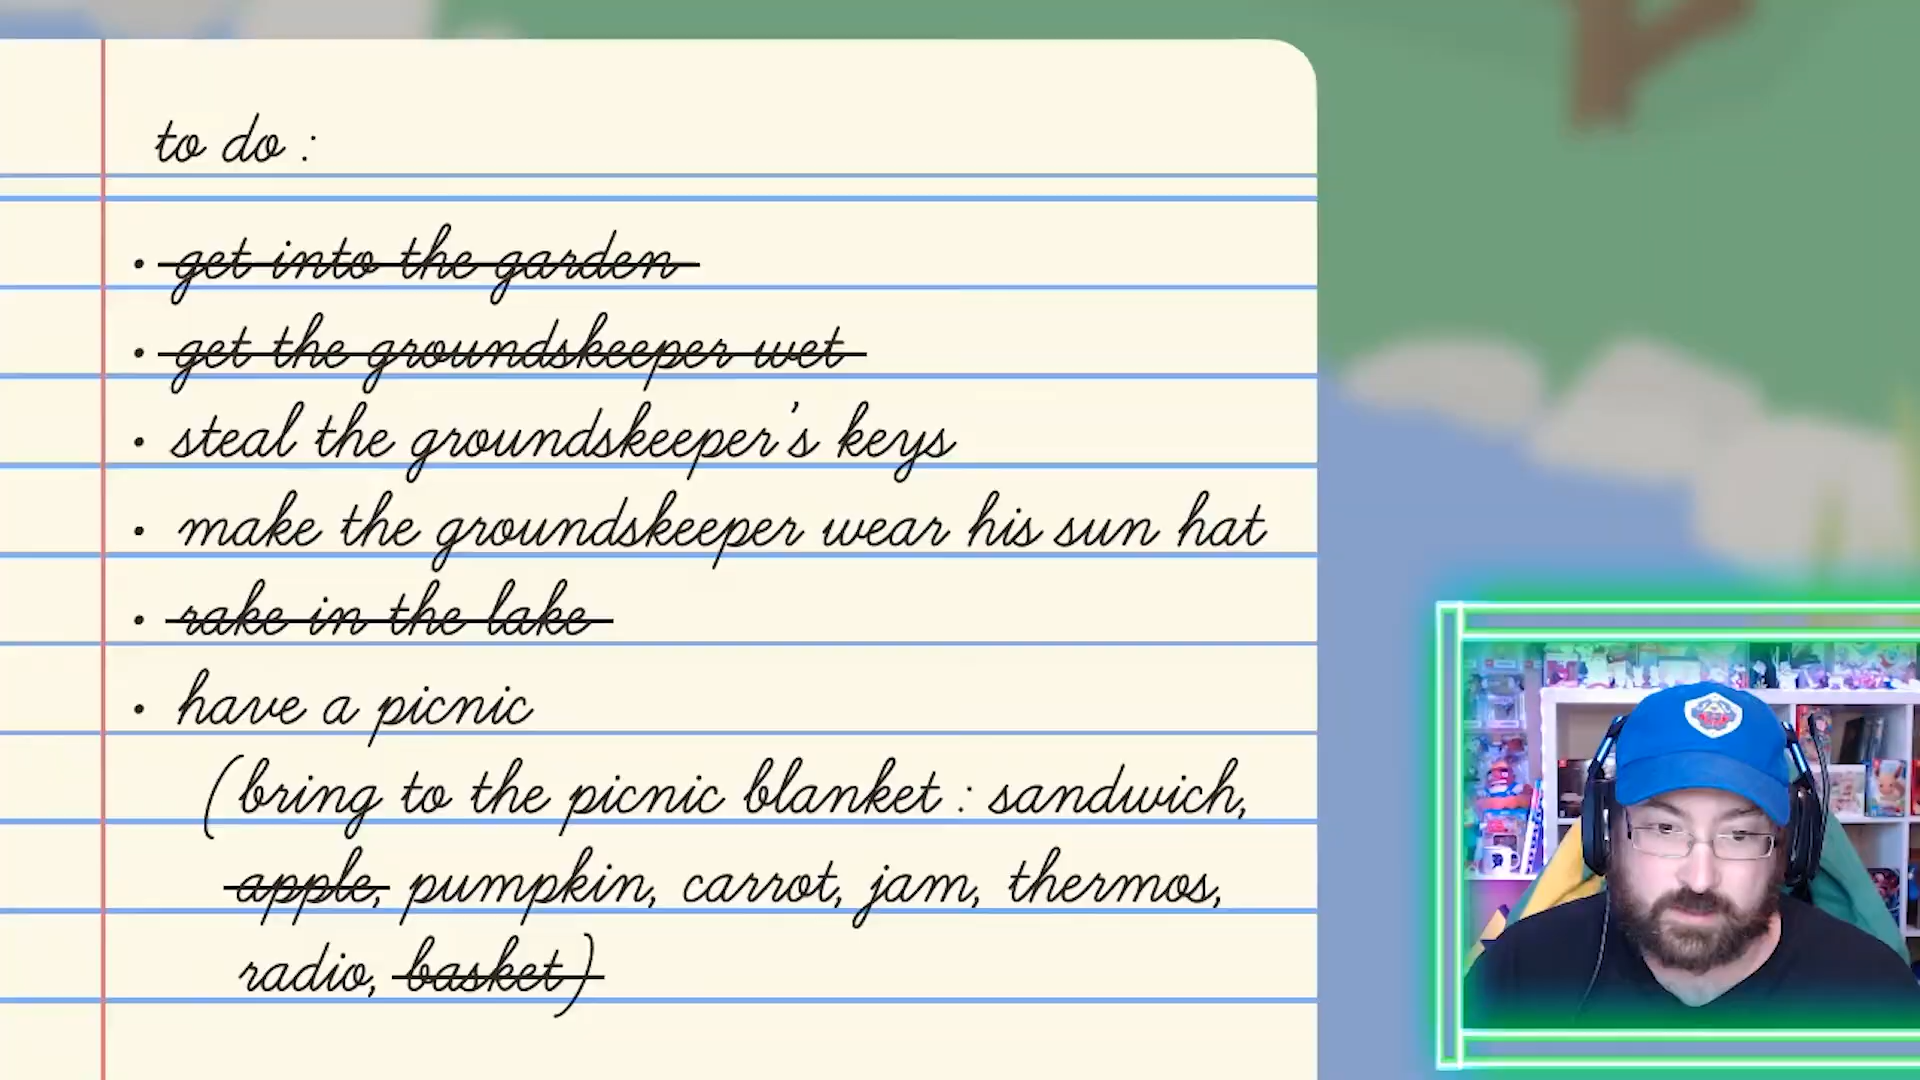 to do :
• get into the garden
• get the groundskeeper wet
• steal the groundskeeper's keys
• make the groundskeeper wear his sun hat
• rake in the lake
• have a picnic
(bring to the picnic blanket : sandwich,
apple, pumpkin, carrot, jam, thermos,
radio, basket)